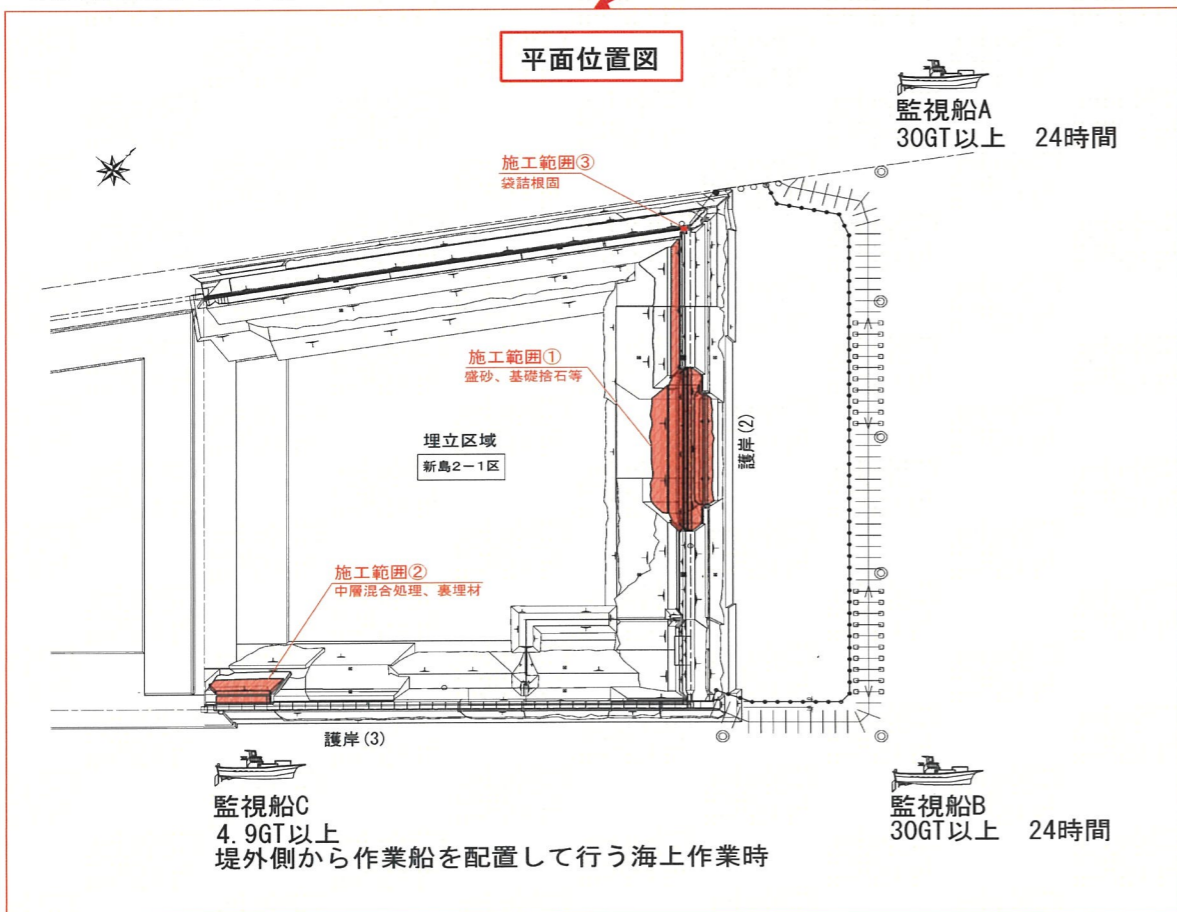 平面位置図
監視船A
30GT以上 24時間
施工範囲③
袋詰根固
施工範囲①
盛砂、基礎捨石等
護岸(2)
埋立区域
新島2-1区
施工範囲②
中層混合処理、裏埋材
護岸(3)
監視船C
4.9GT以上
堤外側から作業船を配置して行う海上作業時
監視船B
30GT以上 24時間